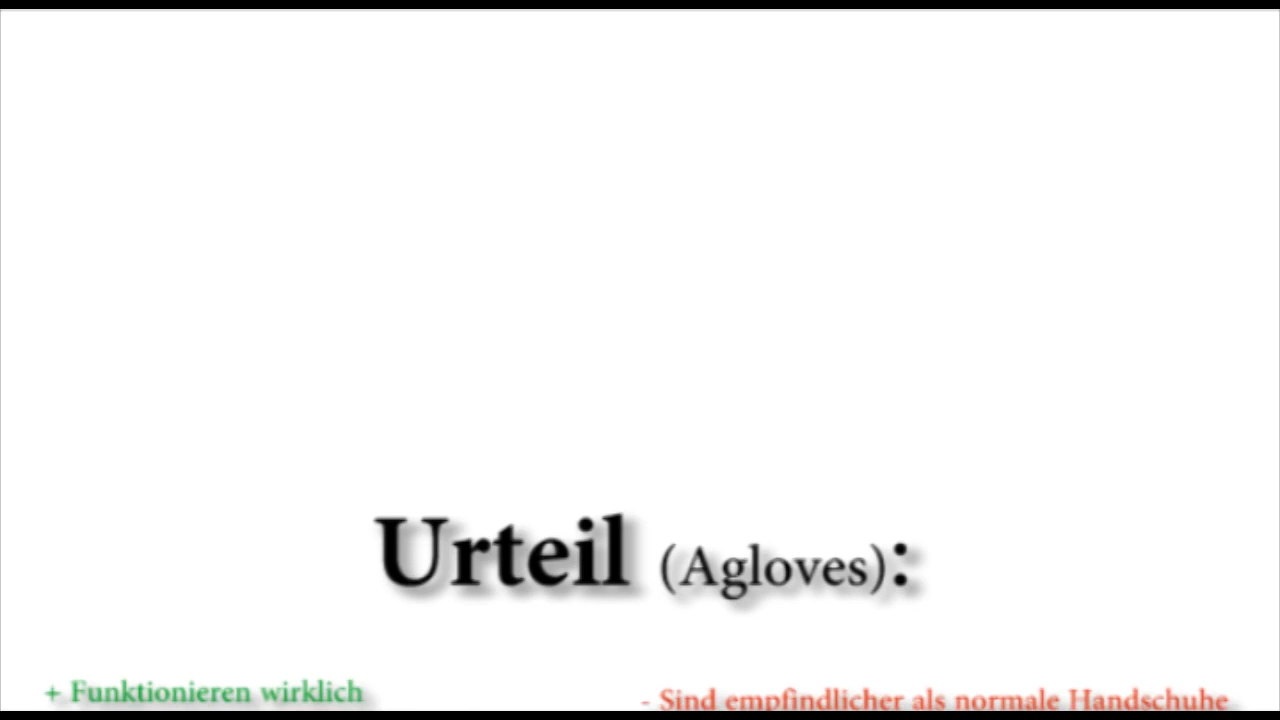 Urteil (Agloves):
+ Funktionieren wirklich
- Sind empfindlicher als normale Handschuhe